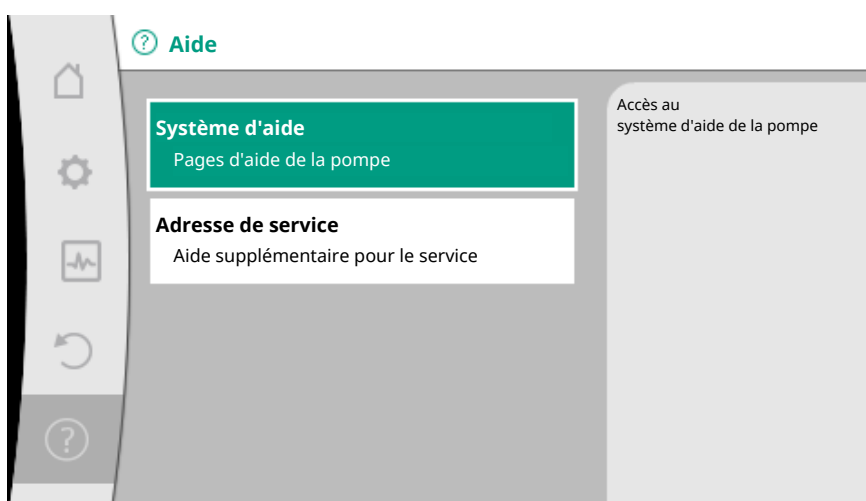 Aide
Système d'aide
Pages d'aide de la pompe
Adresse de service
Aide supplémentaire pour le service
Accès au
système d'aide de la pompe